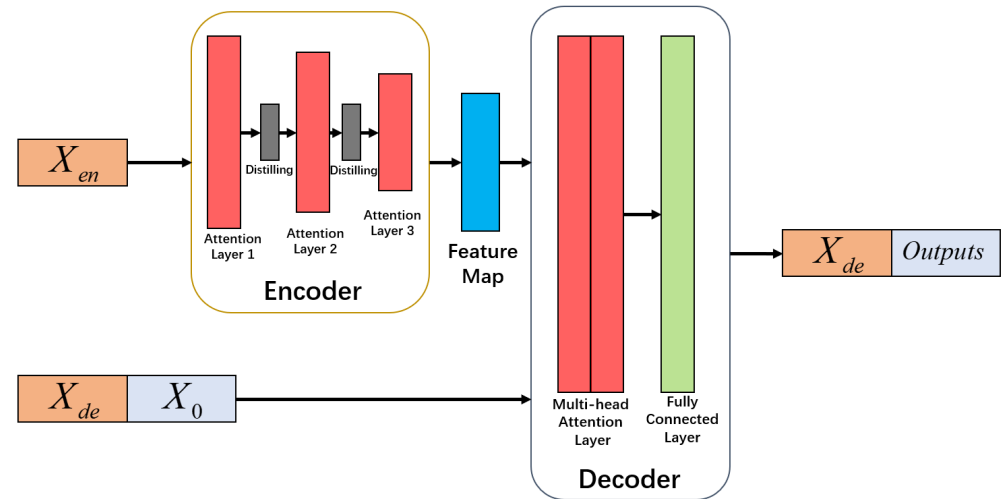 X_en
Distilling
Distilling
Attention
Layer 1
Attention
Layer 2
Attention
Layer 3
Encoder
Feature
Map
X_de
X_0
Multi-head
Attention
Layer
Fully
Connected
Layer
Decoder
X_de
Outputs